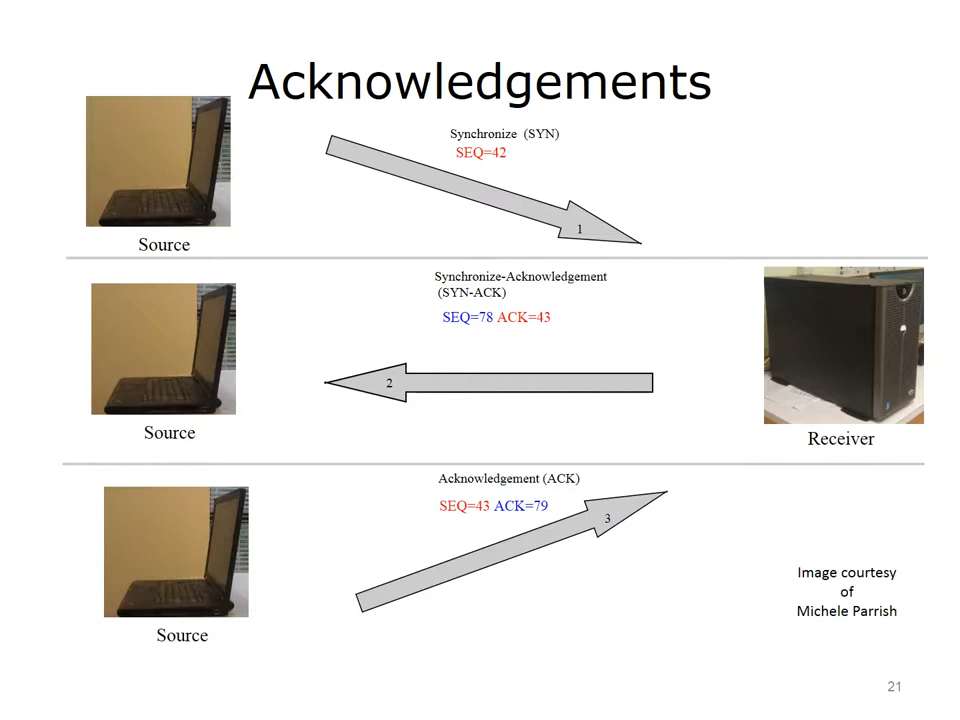 Acknowledgements
Synchronize (SYN)
SEQ=42
1
Source
Synchronize-Acknowledgement
(SYN-ACK)
SEQ=78 ACK=43
2
Source
Receiver
Acknowledgement (ACK)
SEQ=43 ACK=79
3
Source
Image courtesy
of
Michele Parrish
21